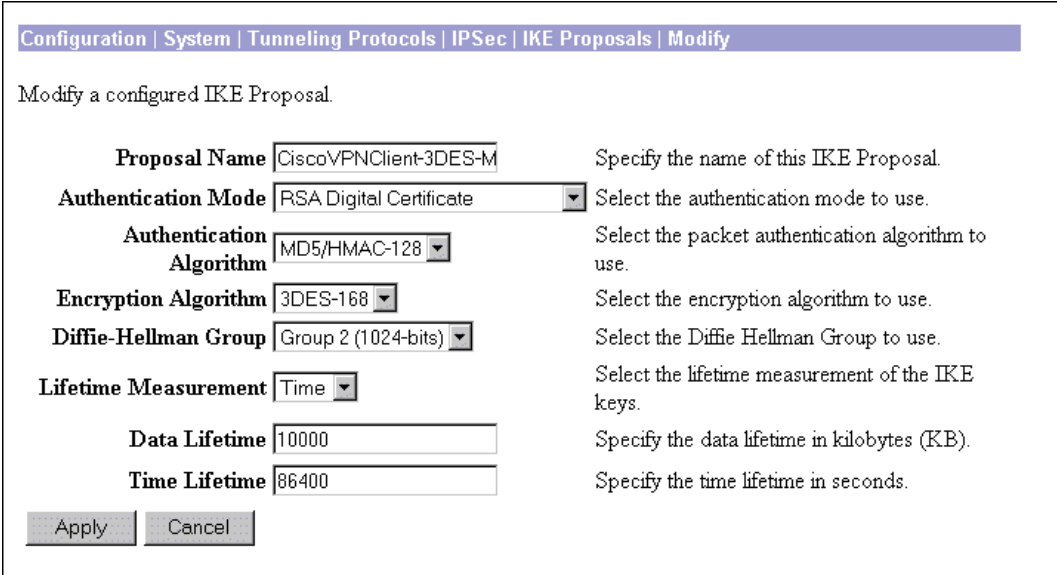 Configuration | System | Tunneling Protocols | IPSec | IKE Proposals | Modify
Modify a configured IKE Proposal.
Proposal Name CiscoVPNClient-3DES-M Specify the name of this IKE Proposal.
Authentication Mode RSA Digital Certificate Select the authentication mode to use.
Authentication
Algorithm MD5/HMAC-128 Select the packet authentication algorithm to
use.
Encryption Algorithm 3DES-168 Select the encryption algorithm to use.
Diffie-Hellman Group Group 2 (1024-bits) Select the Diffie Hellman Group to use.
Lifetime Measurement Time Select the lifetime measurement of the IKE
keys.
Data Lifetime 10000 Specify the data lifetime in kilobytes (KB).
Time Lifetime 86400 Specify the time lifetime in seconds.
Apply Cancel